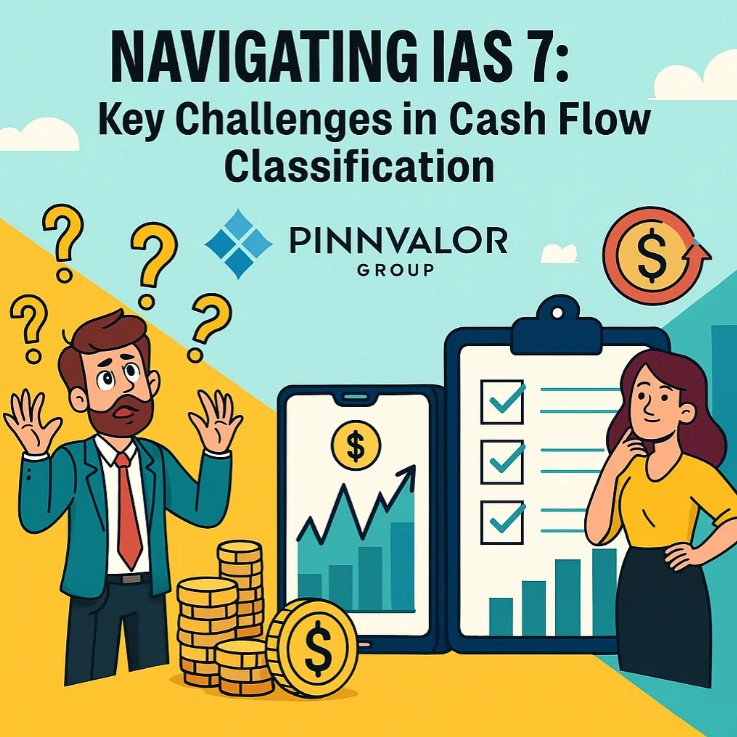 NAVIGATING IAS 7:
Key Challenges in Cash Flow
Classification
PINNVALOR
GROUP
? ? ? ?
$
$
$